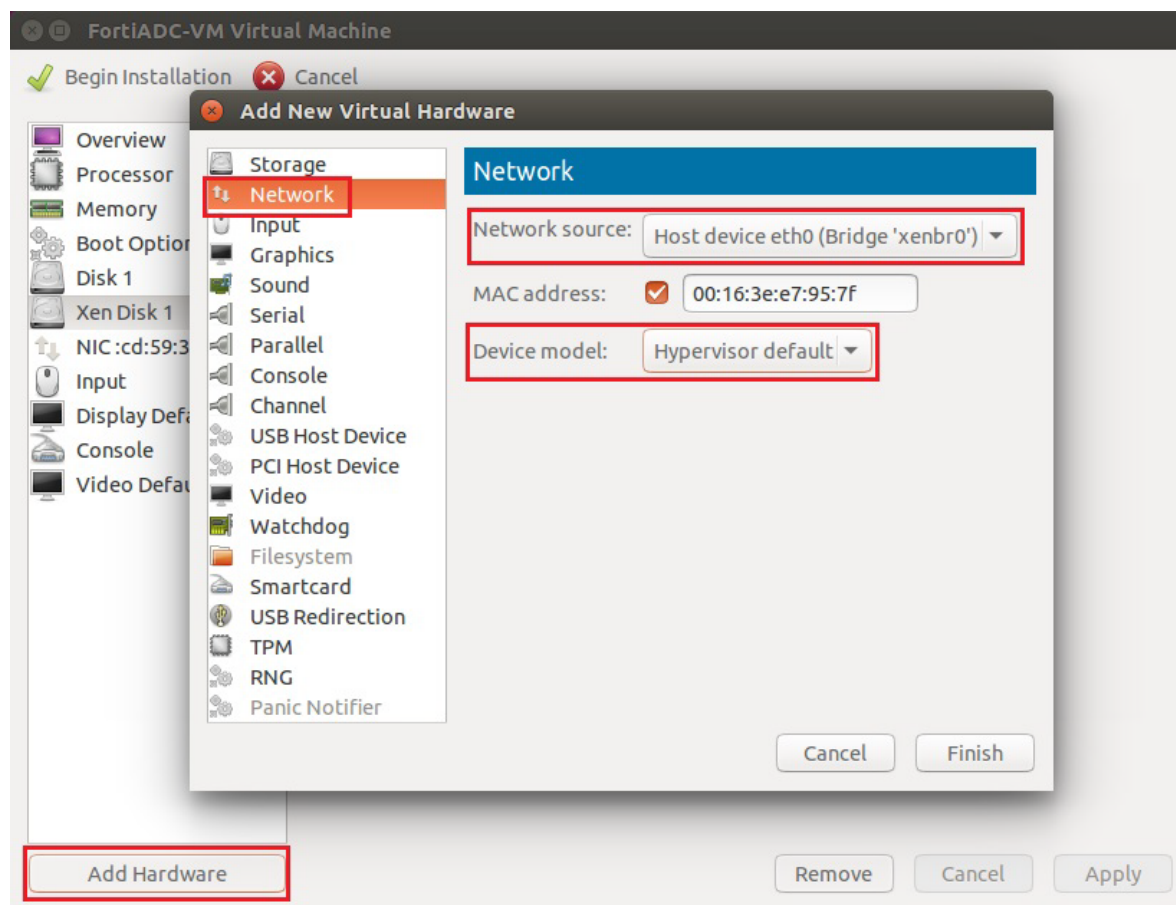 FortiADC-VM Virtual Machine
Begin Installation Cancel
Add New Virtual Hardware
Overview
Processor
Memory
Boot Option
Disk 1
Xen Disk 1
NIC :cd:59:3
Input
Display Defa
Console
Video Defau
Storage
Network
Input
Graphics
Sound
Serial
Parallel
Console
Channel
USB Host Device
PCI Host Device
Video
Watchdog
Filesystem
Smartcard
USB Redirection
TPM
RNG
Panic Notifier
Network
Network source: Host device eth0 (Bridge 'xenbr0')
MAC address: 00:16:3e:e7:95:7f
Device model: Hypervisor default
Cancel Finish
Add Hardware
Remove Cancel Apply